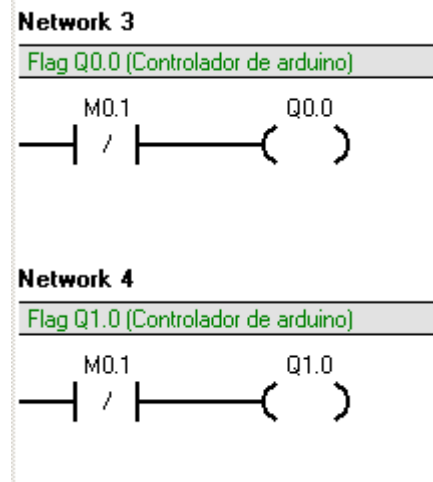 Network 3
Flag Q0.0 (Controlador de arduino)
M0.1 Q0.0
/
Network 4
Flag Q1.0 (Controlador de arduino)
M0.1 Q1.0
/